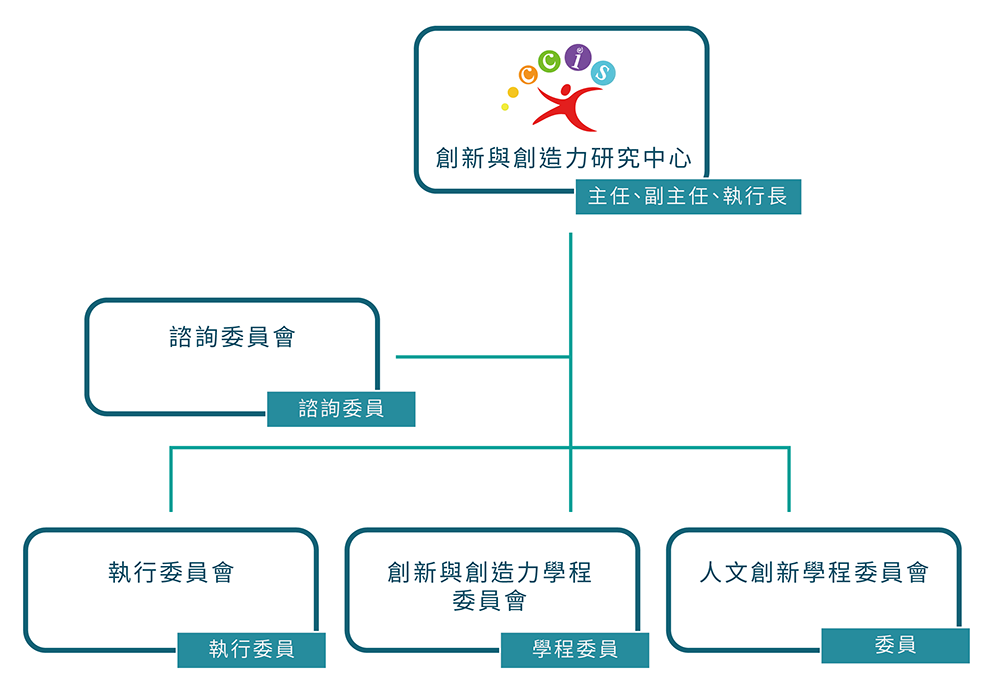 ccis
創新與創造力研究中心
主任、副主任、執行長
諮詢委員會
諮詢委員
執行委員會
執行委員
創新與創造力學程
委員會
學程委員
人文創新學程委員會
委員